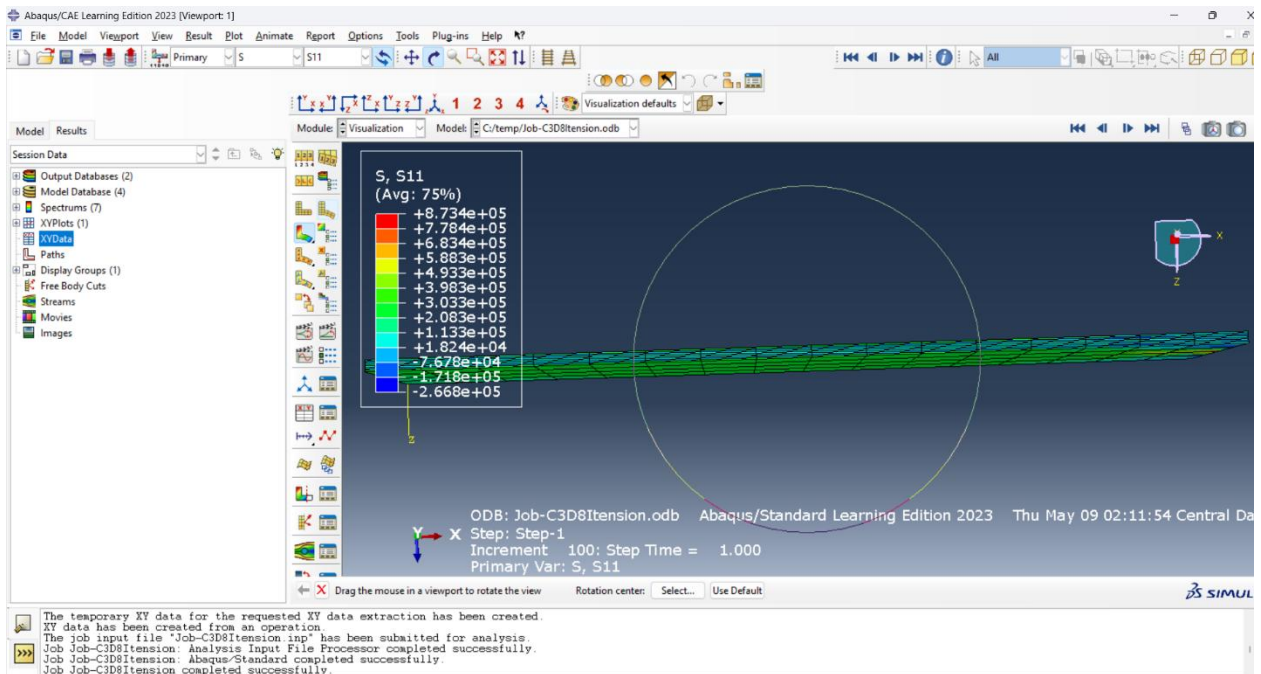 Abaqus/CAE Learning Edition 2023 [Viewport: 1]
File Model Viewport View Result Plot Animate Report Options Tools Plug-ins Help
Primary S S11 All
1 2 3 4 Visualization defaults
Model Results
Module: Visualization Model: C:/temp/Job-C3D8Itension.odb
Session Data
Output Databases (2)
Model Database (4)
Spectrums (7)
XYPlots (1)
XYData
Paths
Display Groups (1)
Free Body Cuts
Streams
Movies
Images
S, S11
(Avg: 75%)
+8.734e+05
+7.784e+05
+6.834e+05
+5.883e+05
+4.933e+05
+3.983e+05
+3.033e+05
+2.083e+05
+1.133e+05
+1.824e+04
-7.678e+04
-1.718e+05
-2.668e+05
X
Z
Z
Y X
ODB: Job-C3D8Itension.odb Abaqus/Standard Learning Edition 2023 Thu May 09 02:11:54 Central Da
Step: Step-1
Increment 100: Step Time = 1.000
Primary Var: S, S11
Drag the mouse in a viewport to rotate the view Rotation center: Select... Use Default
SIMUL
The temporary XY data for the requested XY data extraction has been created.
XY data has been created from an operation.
The job input file "Job-C3D8Itension.inp" has been submitted for analysis.
Job Job-C3D8Itension: Analysis Input File Processor completed successfully.
Job Job-C3D8Itension: Abaqus/Standard completed successfully.
Job Job-C3D8Itension completed successfully.